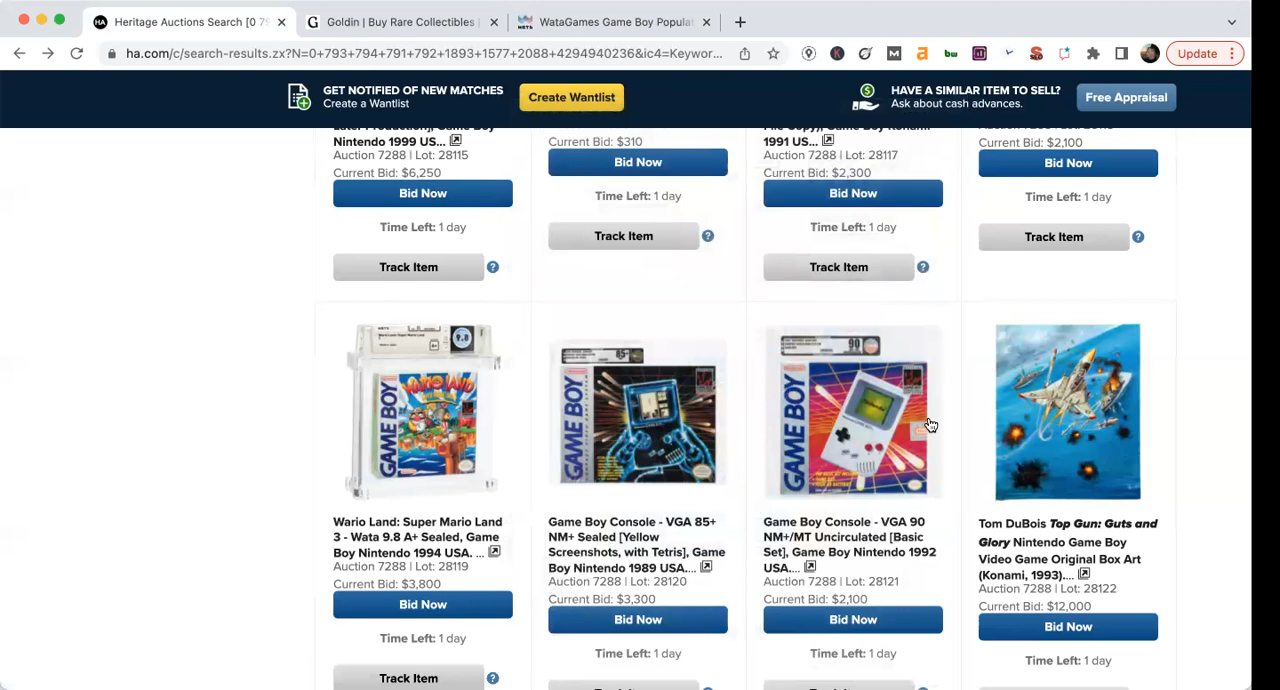 Heritage Auctions Search [0 79
Goldin | Buy Rare Collectibles |
WataGames Game Boy Populat
ha.com/c/search-results.zx?N=0+793+794+791+792+1893+1577+2088+4294940236&ic4=Keywor...
Update
GET NOTIFIED OF NEW MATCHES
Create a Wantlist
Create Wantlist
HAVE A SIMILAR ITEM TO SELL?
Ask about cash advances.
Free Appraisal
Nintendo 1999 US...
Auction 7288 | Lot: 28115
Current Bid: $6,250
Bid Now
Time Left: 1 day
Track Item
Current Bid: $310
Bid Now
Time Left: 1 day
Track Item
1991 US...
Auction 7288 | Lot: 28117
Current Bid: $2,300
Bid Now
Time Left: 1 day
Track Item
Current Bid: $2,100
Bid Now
Time Left: 1 day
Track Item
9.8
GAME BOY
WARIO LAND
Wario Land: Super Mario Land
3 - Wata 9.8 A+ Sealed, Game
Boy Nintendo 1994 USA. ...
Auction 7288 | Lot: 28119
Current Bid: $3,800
Bid Now
Time Left: 1 day
Track Item
85+
GAME BOY
Game Boy Console - VGA 85+
NM+ Sealed [Yellow
Screenshots, with Tetris], Game
Boy Nintendo 1989 USA....
Auction 7288 | Lot: 28120
Current Bid: $3,300
Bid Now
Time Left: 1 day
90
GAME BOY
Game Boy Console - VGA 90
NM+/MT Uncirculated [Basic
Set], Game Boy Nintendo 1992
USA....
Auction 7288 | Lot: 28121
Current Bid: $2,100
Bid Now
Time Left: 1 day
Tom DuBois Top Gun: Guts and
Glory Nintendo Game Boy
Video Game Original Box Art
(Konami, 1993)....
Auction 7288 | Lot: 28122
Current Bid: $12,000
Bid Now
Time Left: 1 day